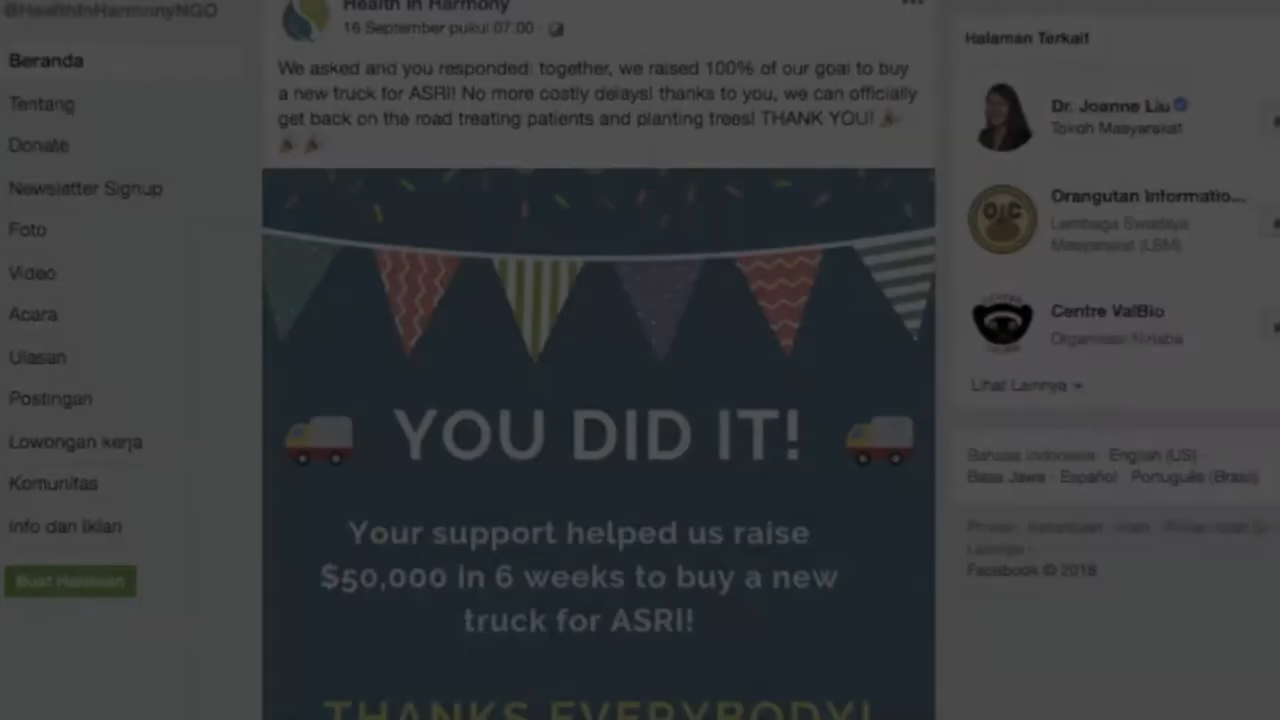 @HealthInHarmonyNGO
Beranda
Tentang
Donate
Newsletter Signup
Foto
Video
Acara
Ulasan
Postingan
Lowongan kerja
Komunitas
Info dan Iklan
Buat Halaman
Health In Harmony
16 September pukul 07:00 ·
We asked and you responded: together, we raised 100% of our goal to buy
a new truck for ASRI! No more costly delays! thanks to you, we can officially
get back on the road treating patients and planting trees! THANK YOU! 🎉
🎉 🎉
YOU DID IT!
Your support helped us raise
$50,000 in 6 weeks to buy a new
truck for ASRI!
THANKS EVERYBODY!
Halaman Terkait
Dr. Joanne Liu
Tokoh Masyarakat
Orangutan Informatio...
Lembaga Swadaya
Masyarakat (LSM)
OIC
Centre ValBio
Organisasi Nirlaba
Lihat Lainnya
Bahasa Indonesia · English (US) ·
Basa Jawa · Español · Português (Brasil)
Lainnya
Facebook © 2018